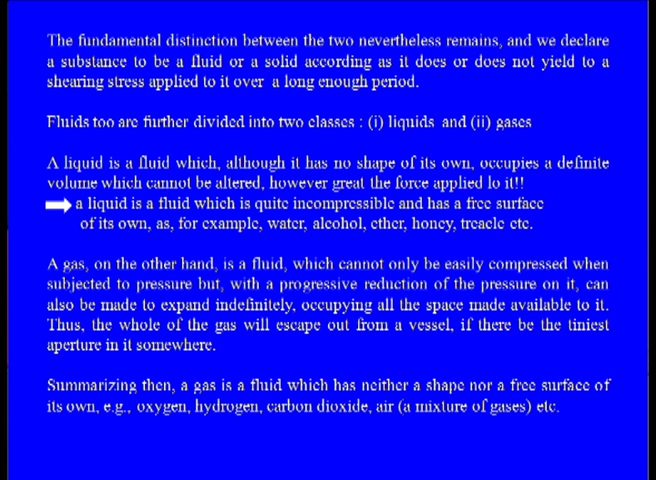 The fundamental distinction between the two nevertheless remains, and we declare
a substance to be a fluid or a solid according as it does or does not yield to a
shearing stress applied to it over a long enough period.
Fluids too are further divided into two classes : (i) liquids and (ii) gases
A liquid is a fluid which, although it has no shape of its own, occupies a definite
volume which cannot be altered, however great the force applied lo it!!
a liquid is a fluid which is quite incompressible and has a free surface
of its own, as, for example, water, alcohol, ether, honey, treacle etc.
A gas, on the other hand, is a fluid, which cannot only be easily compressed when
subjected to pressure but, with a progressive reduction of the pressure on it, can
also be made to expand indefinitely, occupying all the space made available to it.
Thus, the whole of the gas will escape out from a vessel, if there be the tiniest
aperture in it somewhere.
Summarizing then, a gas is a fluid which has neither a shape nor a free surface of
its own, e.g., oxygen, hydrogen, carbon dioxide, air (a mixture of gases) etc.